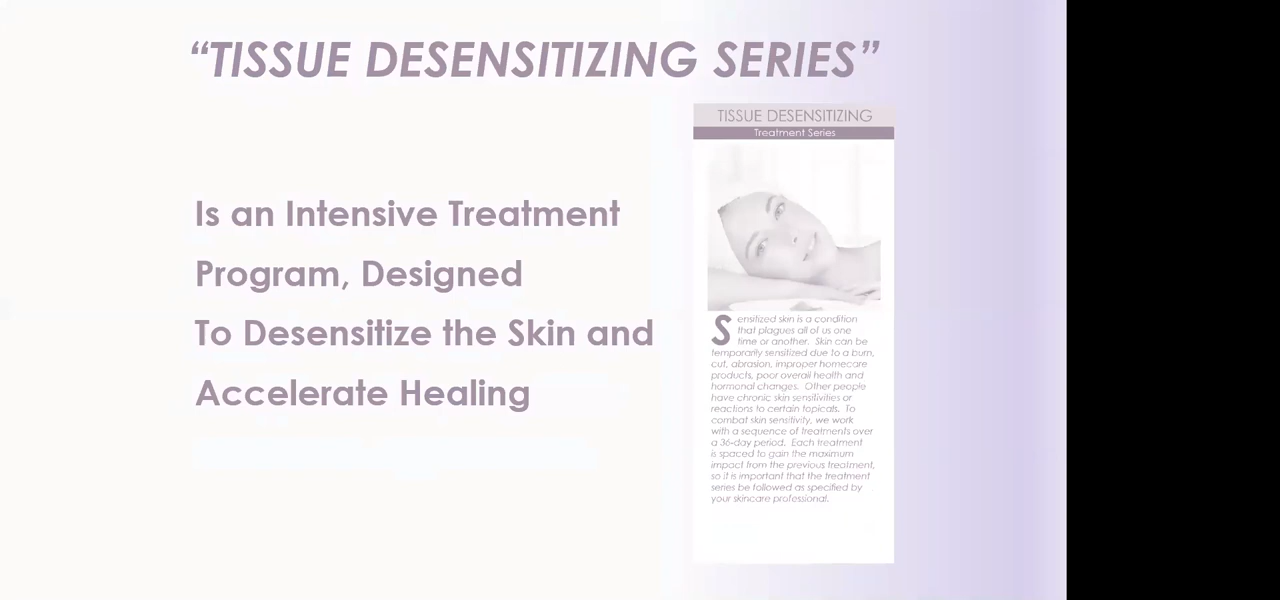 “TISSUE DESENSITIZING SERIES”
Is an Intensive Treatment
Program, Designed
To Desensitize the Skin and
Accelerate Healing
TISSUE DESENSITIZING
Treatment Series
Sensitized skin is a condition
that plagues all of us one
time or another. Skin can be
temporarily sensitized due to a burn,
cut, abrasion, improper homecare
products, poor overall health and
hormonal changes. Other people
have chronic skin sensitivities or
reactions to certain topicals. To
combat skin sensitivity, we work
with a sequence of treatments over
a 36-day period. Each treatment
is spaced to gain the maximum
impact from the previous treatment,
so it is important that the treatment
series be followed as specified by
your skincare professional.